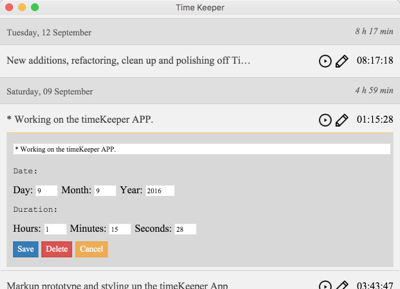 Time Keeper
Tuesday, 12 September 8 h 17 min
New additions, refactoring, clean up and polishing off Ti… 08:17:18
Saturday, 09 September 4 h 59 min
* Working on the timeKeeper APP. 01:15:28
* Working on the timeKeeper APP.
Date:
Day: 9 Month: 9 Year: 2016
Duration:
Hours: 1 Minutes: 15 Seconds: 28
Save Delete Cancel
Markup prototype and styling up the timeKeeper App 03:43:47